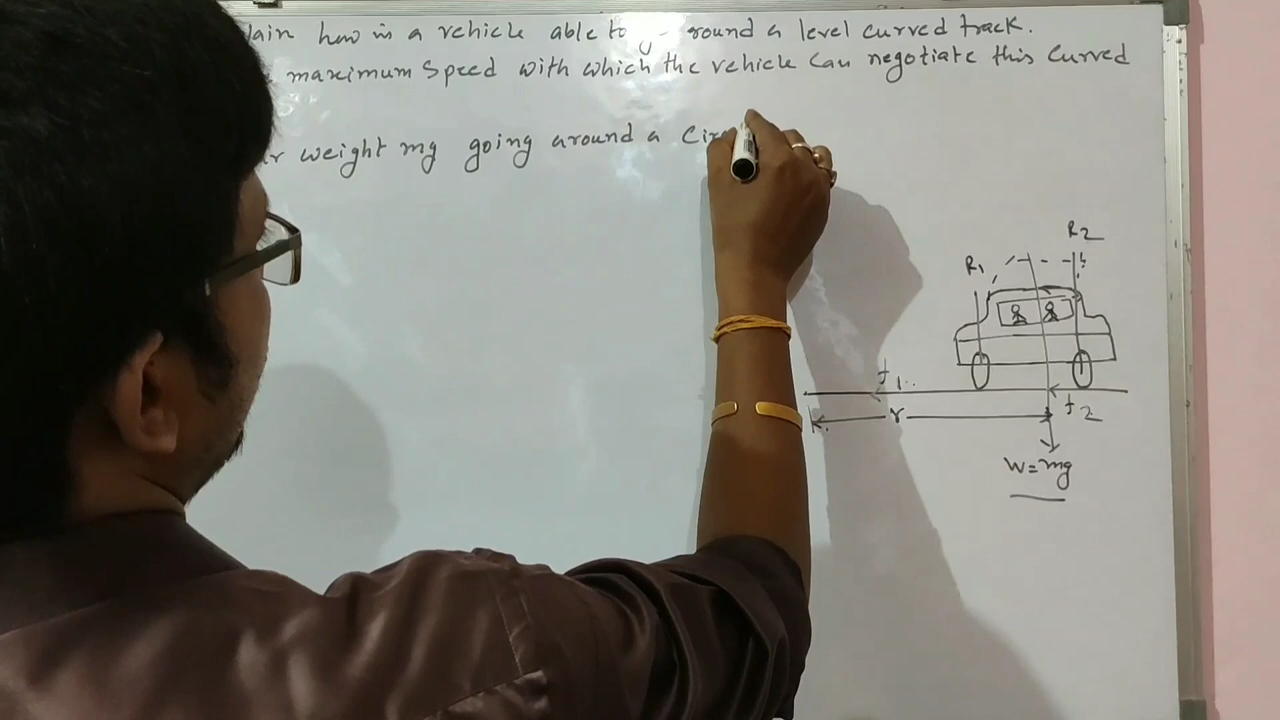 how is a vehicle able to round a level curved track.
maximum speed with which the vehicle can negotiate this curved
weight mg going around a
R2
R1
f1
f2
r
W=mg